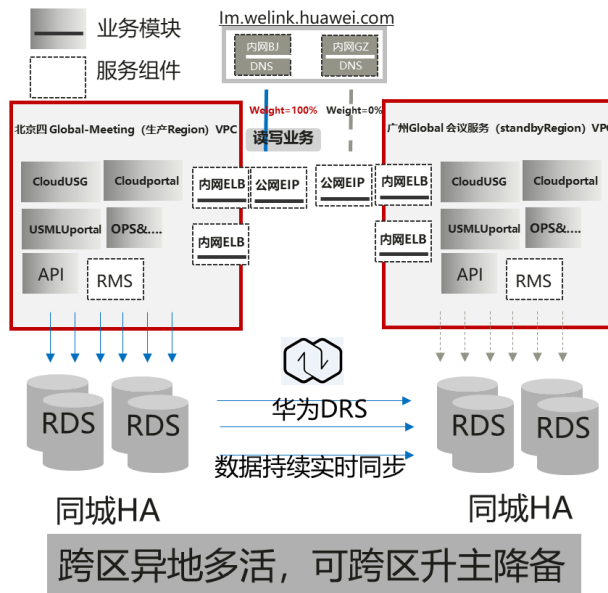 lm.welink.huawei.com
业务模块
服务组件
内网BJ
DNS
内网GZ
DNS
Weight=100%
Weight=0%
读写业务
北京四 Global-Meeting（生产Region）VPC
CloudUSG
Cloudportal
USMLUportal
OPS&....
API
RMS
内网ELB
内网ELB
公网EIP
公网EIP
内网ELB
内网ELB
广州Global 会议服务（standbyRegion）VPC
CloudUSG
Cloudportal
USMLUportal
OPS&....
API
RMS
RDS
RDS
同城HA
华为DRS
数据持续实时同步
RDS
RDS
同城HA
跨区异地多活，可跨区升主降备